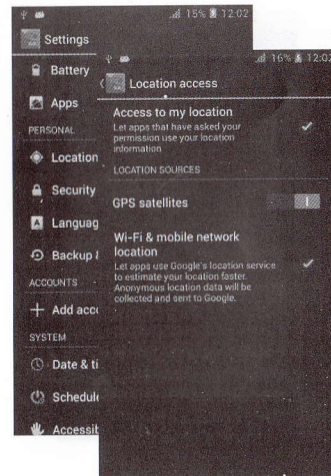 15% 12:02
Settings
Battery
Apps
PERSONAL
Location
Security
Languag
Backup &
ACCOUNTS
Add acco
SYSTEM
Date & ti
Schedule
Accessit
16% 12:02
Location access
Access to my location
Let apps that have asked your
permission use your location
information
LOCATION SOURCES
GPS satellites
Wi-Fi & mobile network
location
Let apps use Google's location service
to estimate your location faster.
Anonymous location data will be
collected and sent to Google.